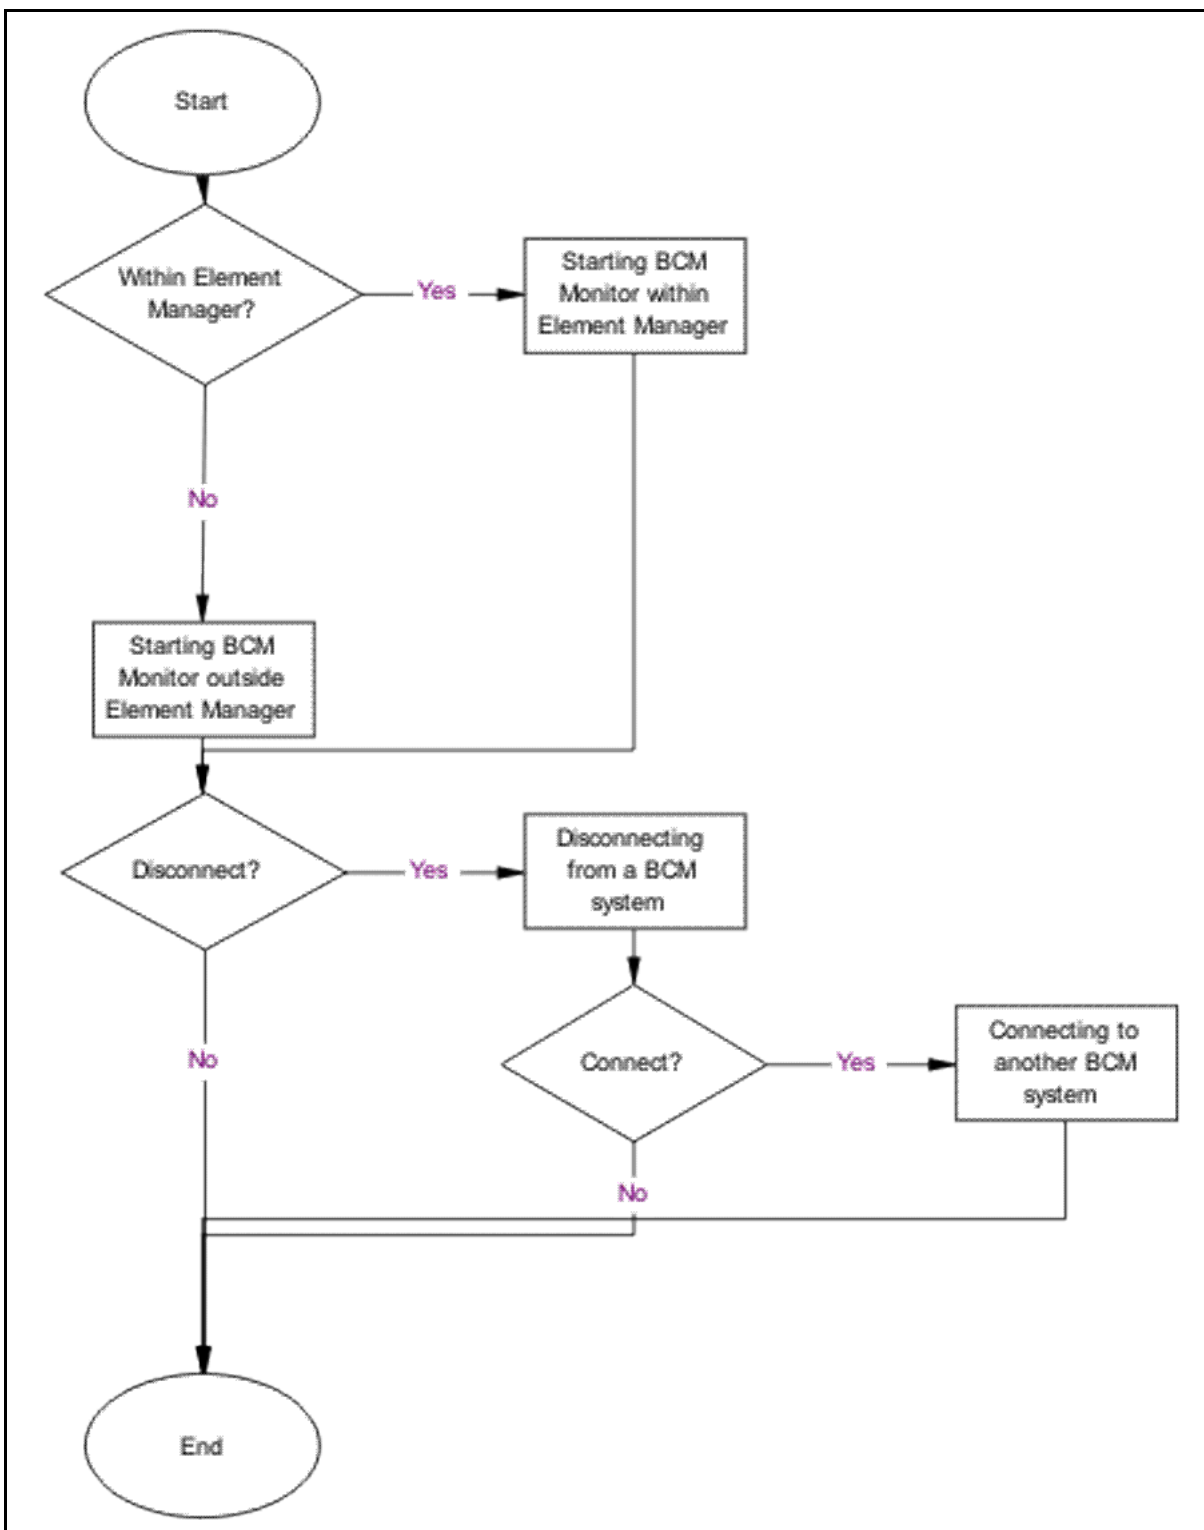 Start
Within Element
Manager?
Yes
Starting BCM
Monitor within
Element Manager
No
Starting BCM
Monitor outside
Element Manager
Disconnect?
Yes
Disconnecting
from a BCM
system
No
Connect?
Yes
Connecting to
another BCM
system
No
End